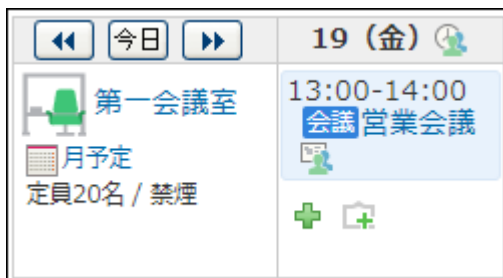 今日
19（金）
第一会議室
月予定
定員20名 / 禁煙
13:00-14:00
会議 営業会議